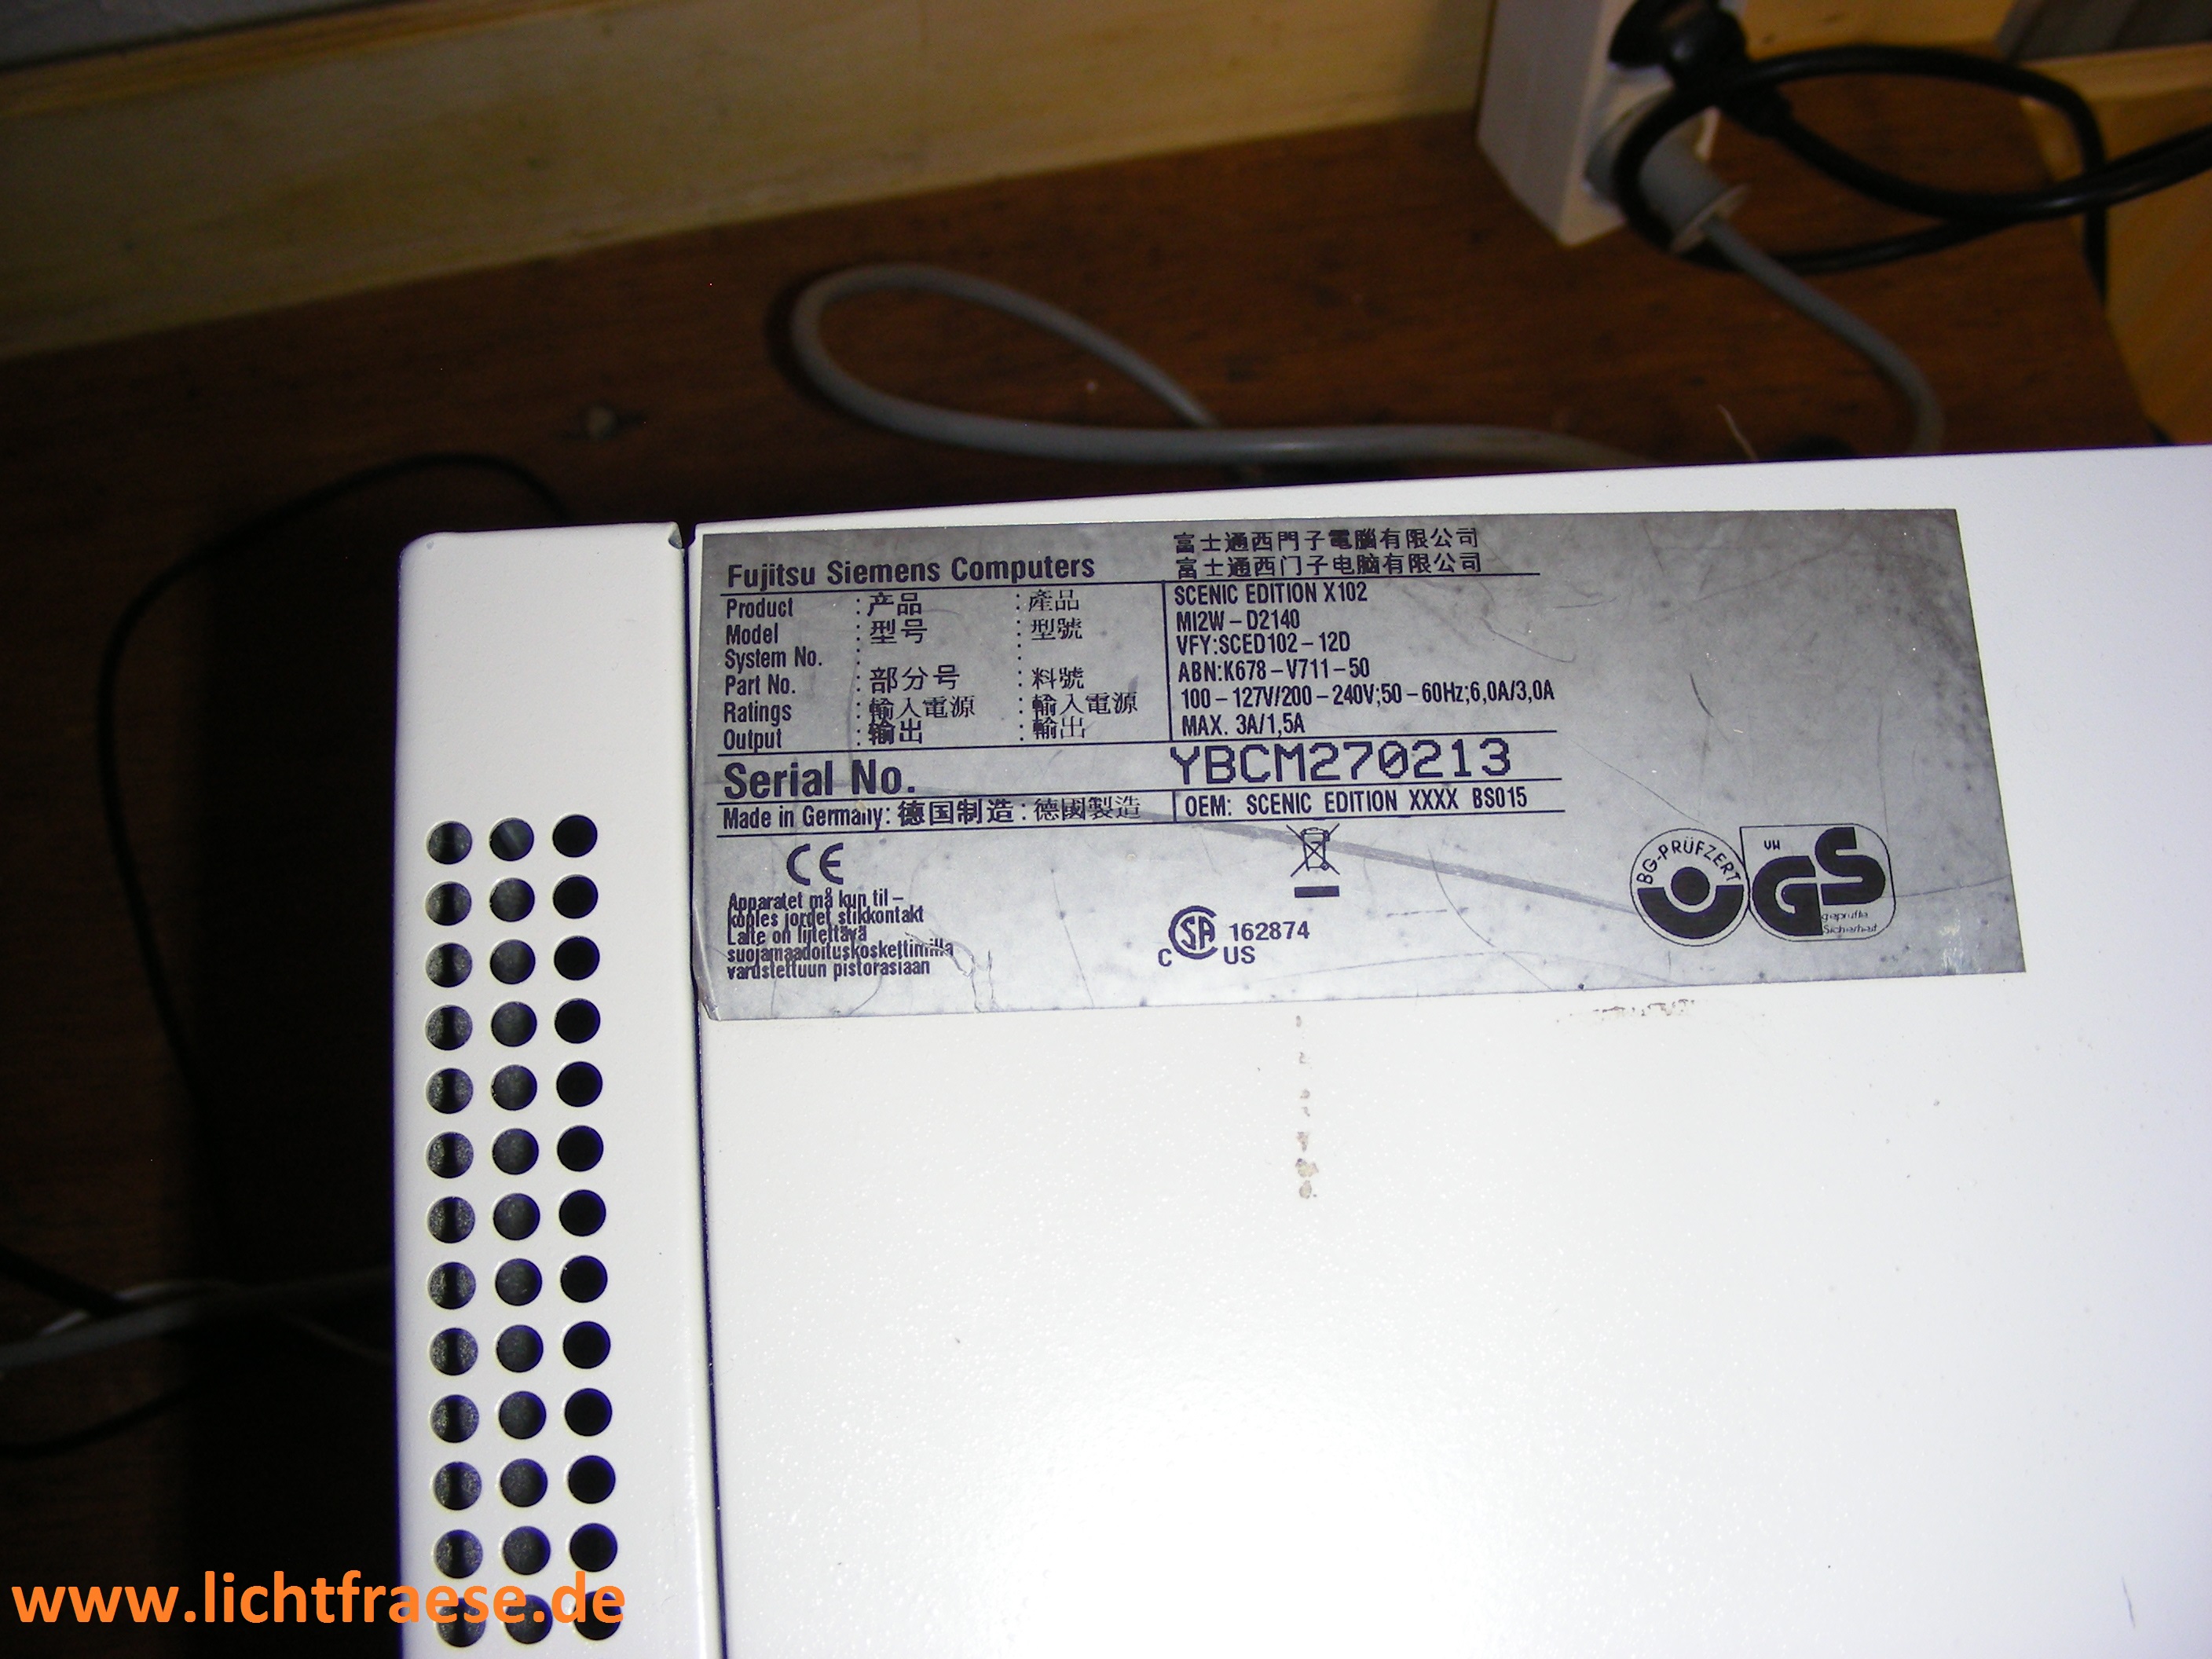 富士通西門子電腦有限公司
Fujitsu Siemens Computers 富士通西门子电脑有限公司
Product : 产品 : 產品 SCENIC EDITION X102
Model : 型号 : 型號 MI2W-D2140
System No. : : VFY:SCED102-12D
Part No. : 部分号 : 料號 ABN:K678-V711-50
Ratings : 輸入電源 : 輸入電源 100-127V/200-240V;50-60Hz;6,0A/3,0A
Output : 输出 : 輸出 MAX. 3A/1,5A
Serial No. YBCM270213
Made in Germany: 德国制造 : 德國製造 OEM: SCENIC EDITION XXXX BS015
CE
Apparatet må kun til-
koples jordet stikkontakt
Laite on liitettävä
suojamaadoituskoskettimilla
varustettuun pistorasiaan
CSA 162874
C US
BG-PRÜFZERT
VW
GS
geprüfte
Sicherheit
www.lichtfraese.de